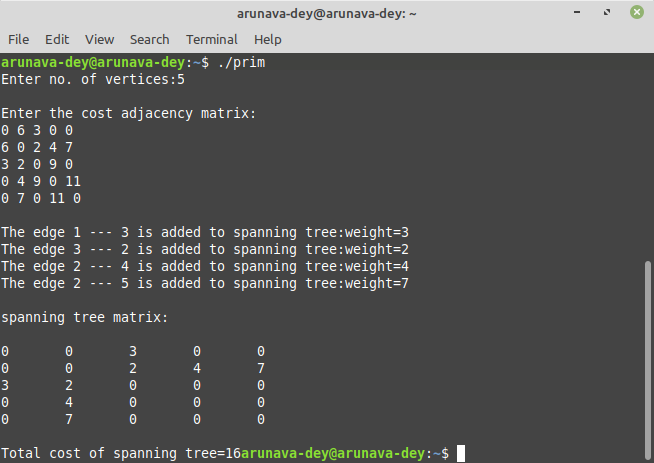 arunava-dey@arunava-dey: ~
File Edit View Search Terminal Help
arunava-dey@arunava-dey:~$ ./prim
Enter no. of vertices:5
Enter the cost adjacency matrix:
0 6 3 0 0
6 0 2 4 7
3 2 0 9 0
0 4 9 0 11
0 7 0 11 0
The edge 1 --- 3 is added to spanning tree:weight=3
The edge 3 --- 2 is added to spanning tree:weight=2
The edge 2 --- 4 is added to spanning tree:weight=4
The edge 2 --- 5 is added to spanning tree:weight=7
spanning tree matrix:
0 0 3 0 0
0 0 2 4 7
3 2 0 0 0
0 4 0 0 0
0 7 0 0 0
Total cost of spanning tree=16arunava-dey@arunava-dey:~$